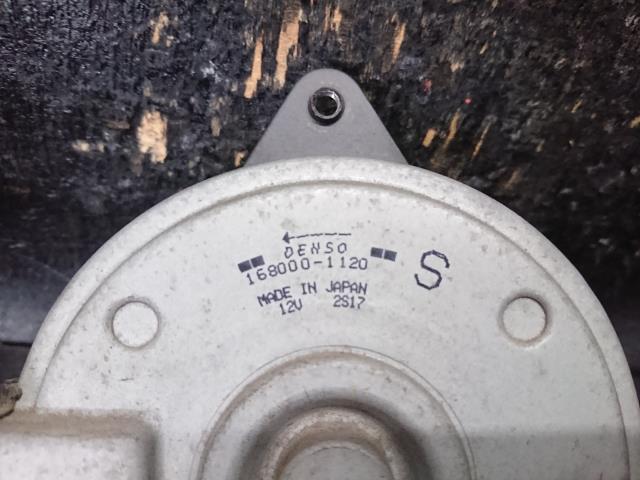 DENSO
168000-1120
S
MADE IN JAPAN
12V 2S17